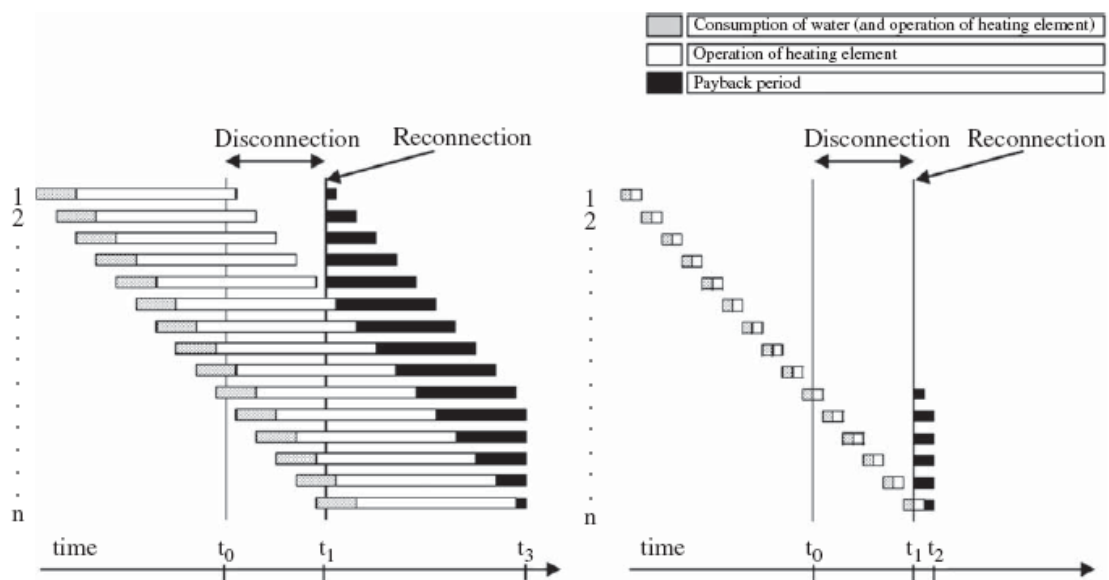 Consumption of water (and operation of heating element)
Operation of heating element
Payback period
Disconnection
Reconnection
1
2
.
.
.
.
.
.
.
.
.
.
.
.
n
time
t0
t1
t3
Disconnection
Reconnection
1
2
.
.
.
.
.
.
.
.
.
.
.
.
n
time
t0
t1
t2